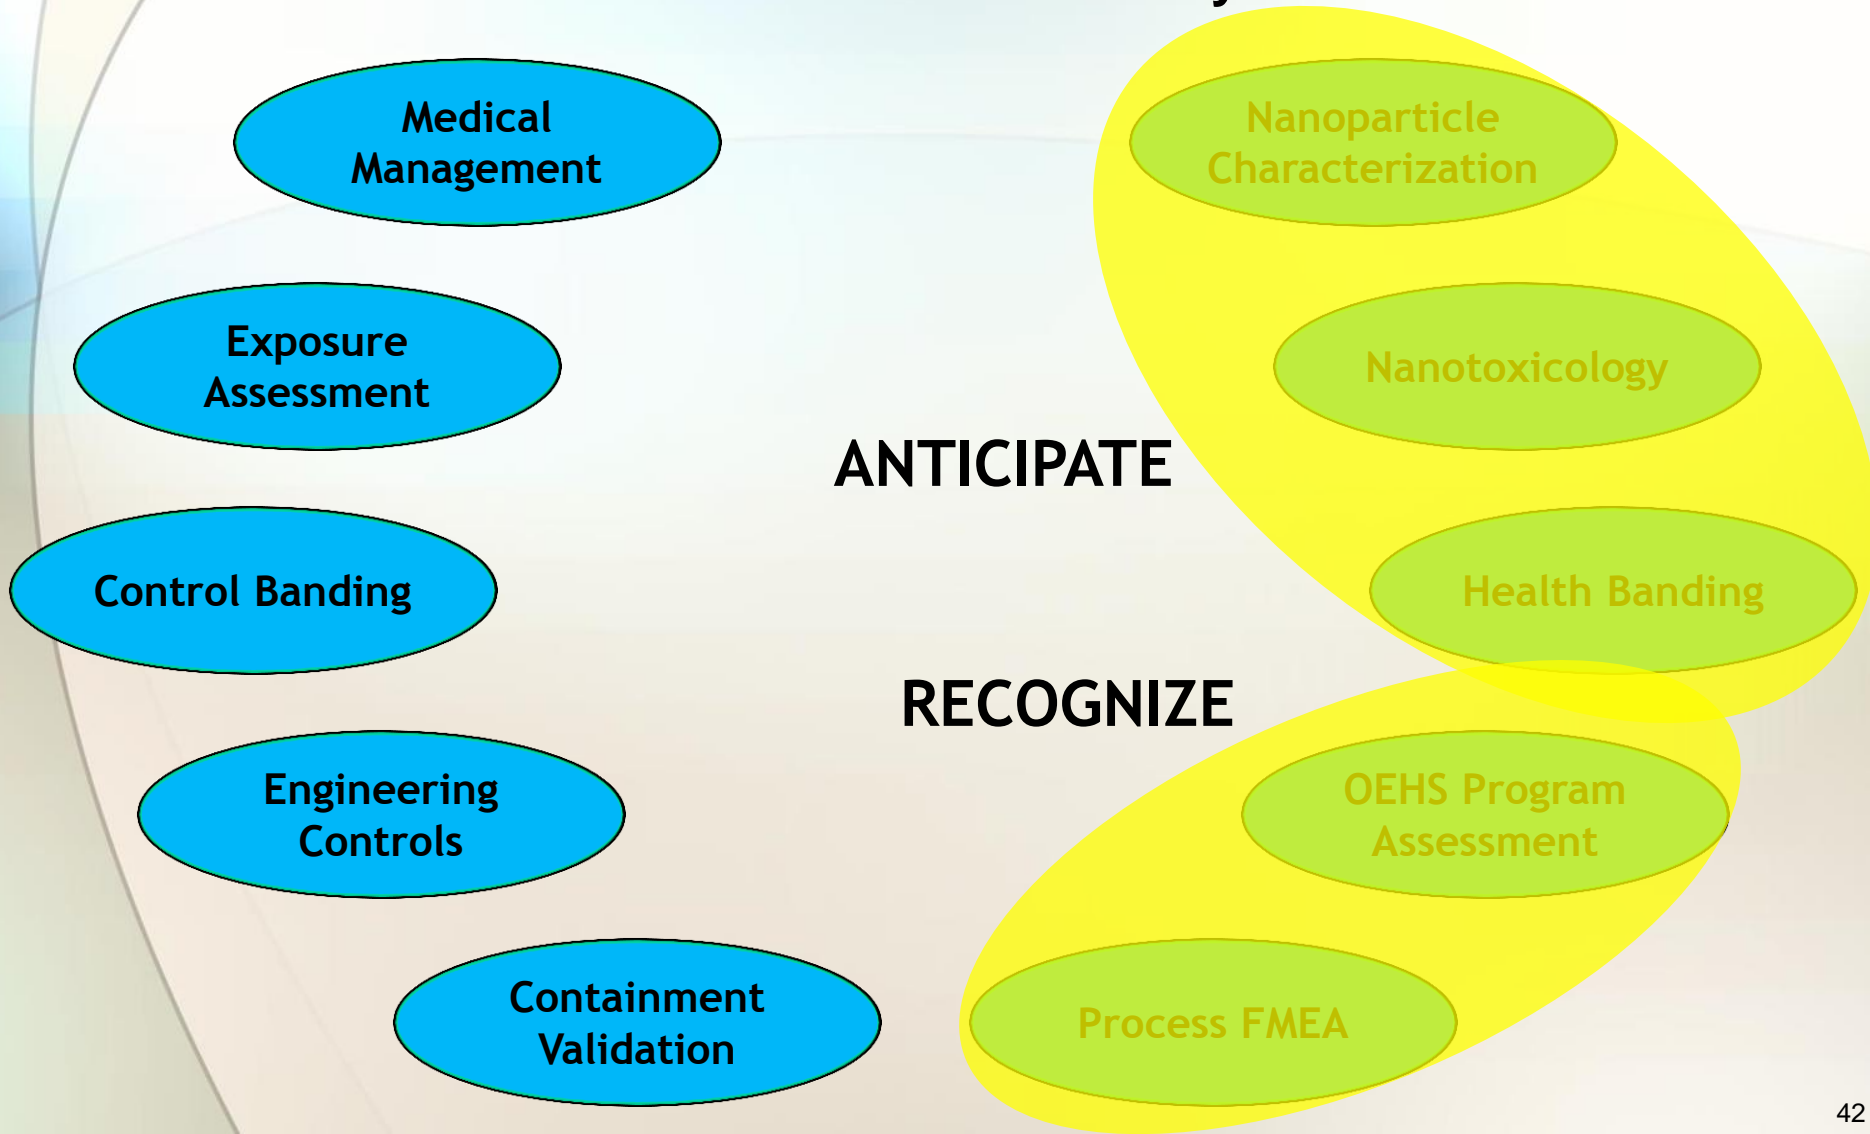 Medical
Management
Nanoparticle
Characterization
Exposure
Assessment
Nanotoxicology
ANTICIPATE
Control Banding
Health Banding
RECOGNIZE
Engineering
Controls
OEHS Program
Assessment
Containment
Validation
Process FMEA
42